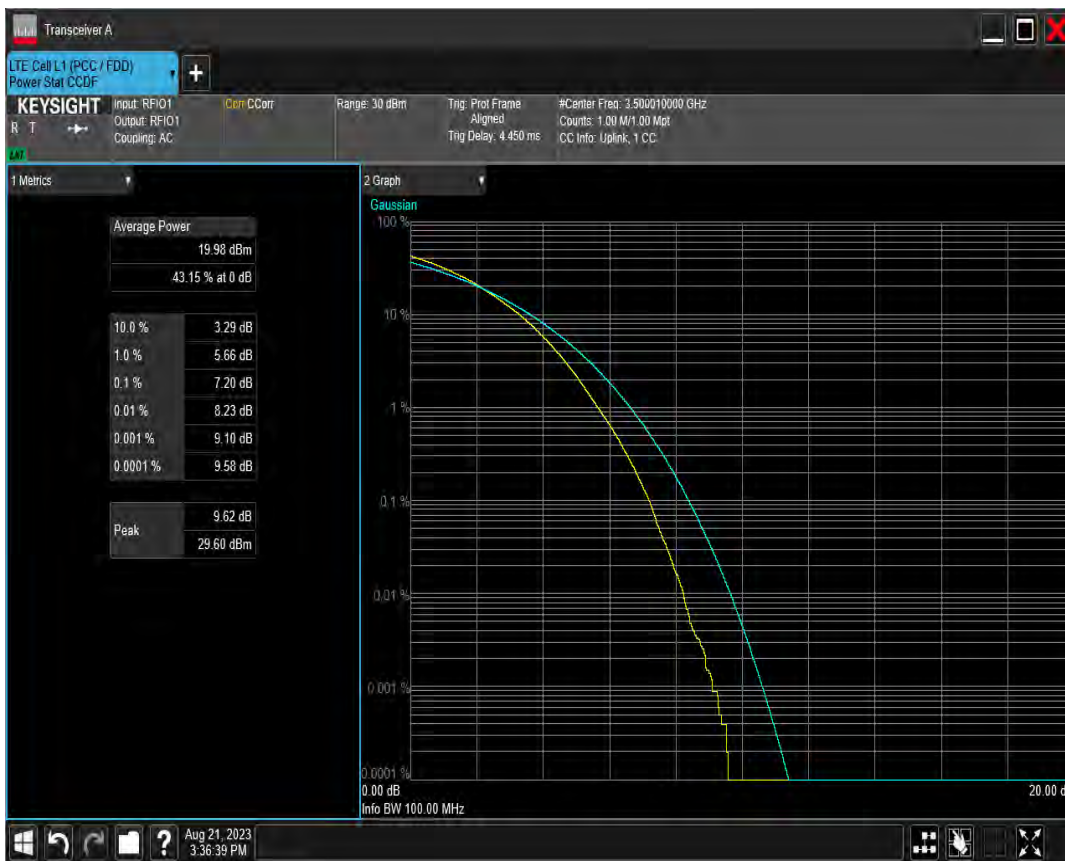 Transceiver A
LTE Cell L1 (PCC / FDD)
Power Stat CCDF
KEYSIGHT
R T
LXI
Input: RFIO1
Output: RFIO1
Coupling: AC
Corr CCorr
Range: 30 dBm
Trig: Prot Frame
Aligned
Trig Delay: 4.450 ms
#Center Freq: 3.500010000 GHz
Counts: 1.00 M/1.00 Mpt
CC Info: Uplink, 1 CC
1 Metrics
Average Power
19.98 dBm
43.15 % at 0 dB
10.0 % 3.29 dB
1.0 % 5.66 dB
0.1 % 7.20 dB
0.01 % 8.23 dB
0.001 % 9.10 dB
0.0001 % 9.58 dB
Peak
9.62 dB
29.60 dBm
2 Graph
Gaussian
100 %
10 %
1 %
0.1 %
0.01 %
0.001 %
0.0001 %
0.00 dB
20.00 d
Info BW 100.00 MHz
?
Aug 21, 2023
3:36:39 PM